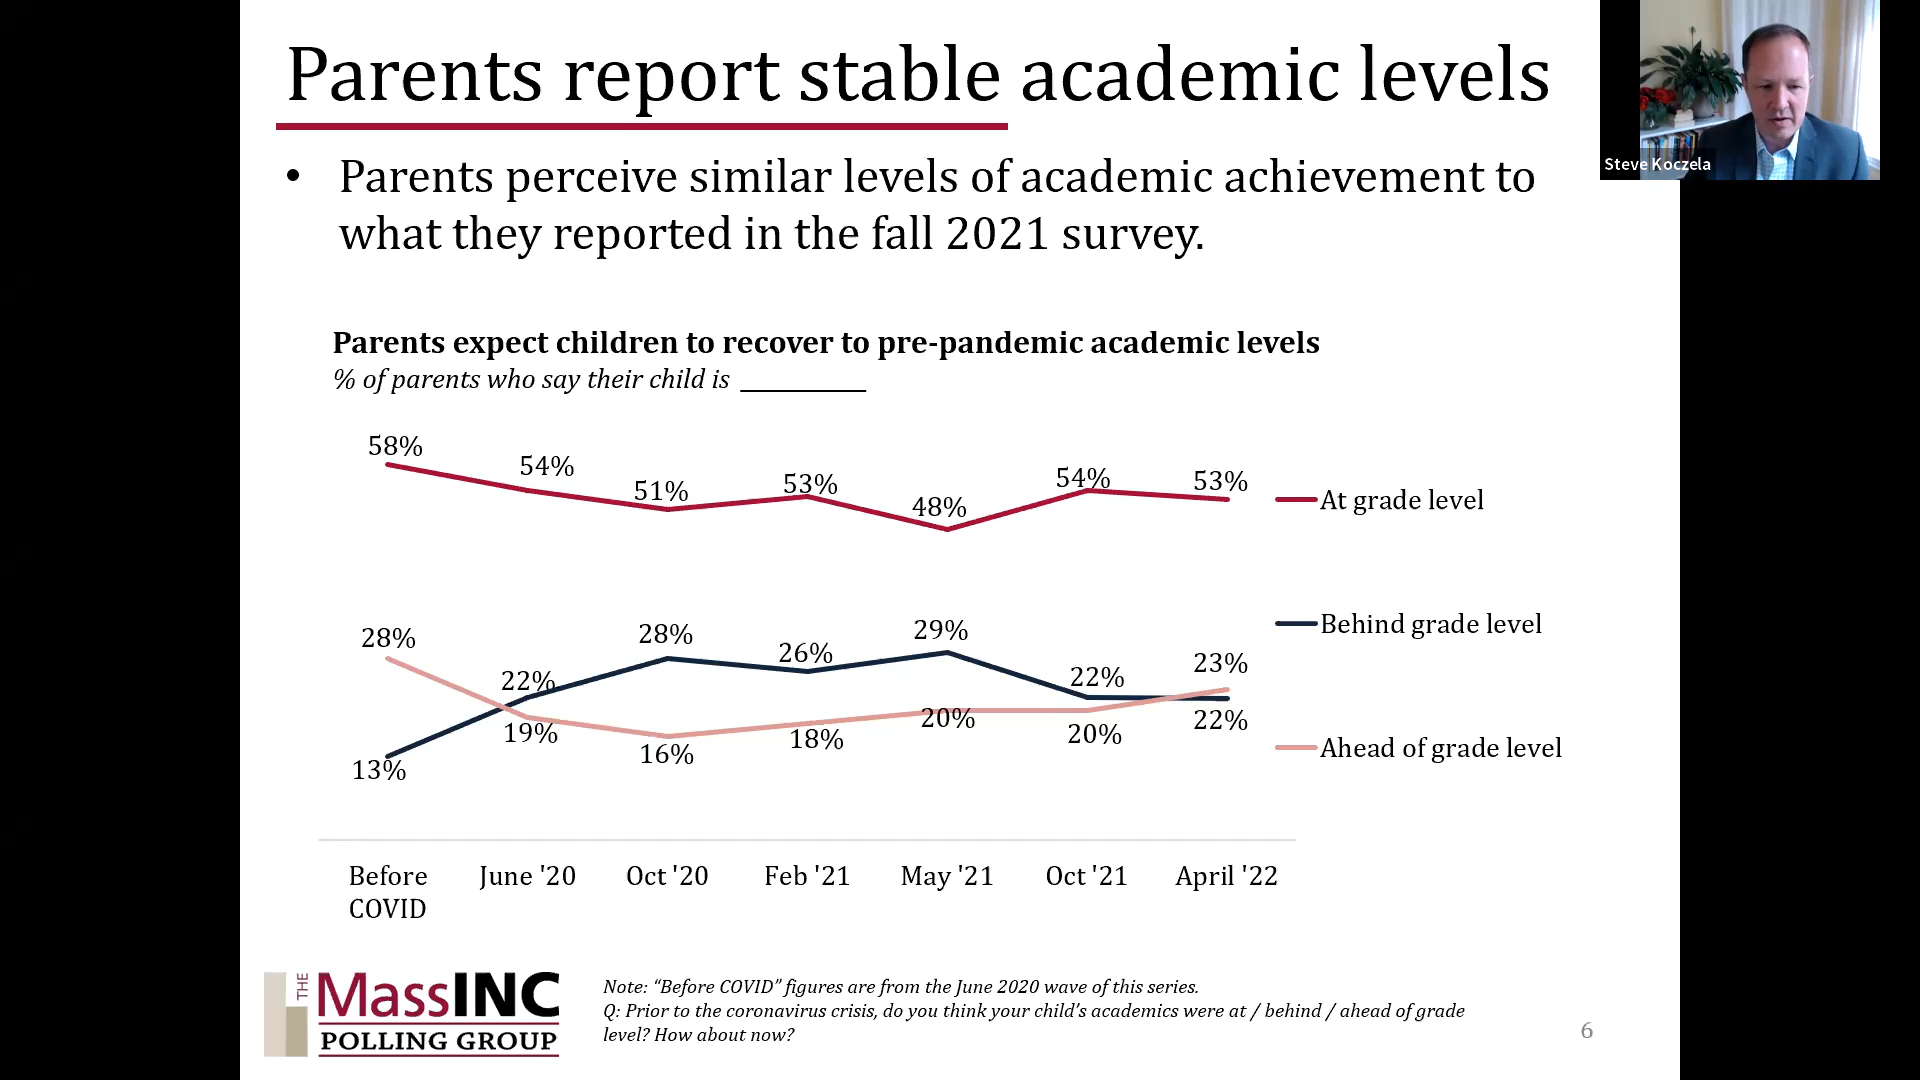 Parents report stable academic levels
Steve Koczela
• Parents perceive similar levels of academic achievement to
what they reported in the fall 2021 survey.
Parents expect children to recover to pre-pandemic academic levels
% of parents who say their child is ___________
58%
54%
51%
53%
48%
54%
53%
At grade level
28%
22%
28%
26%
29%
22%
23%
Behind grade level
13%
19%
16%
18%
20%
20%
22%
Ahead of grade level
Before
COVID
June '20
Oct '20
Feb '21
May '21
Oct '21
April '22
THE
MassINC
POLLING GROUP
Note: “Before COVID” figures are from the June 2020 wave of this series.
Q: Prior to the coronavirus crisis, do you think your child’s academics were at / behind / ahead of grade
level? How about now?
6